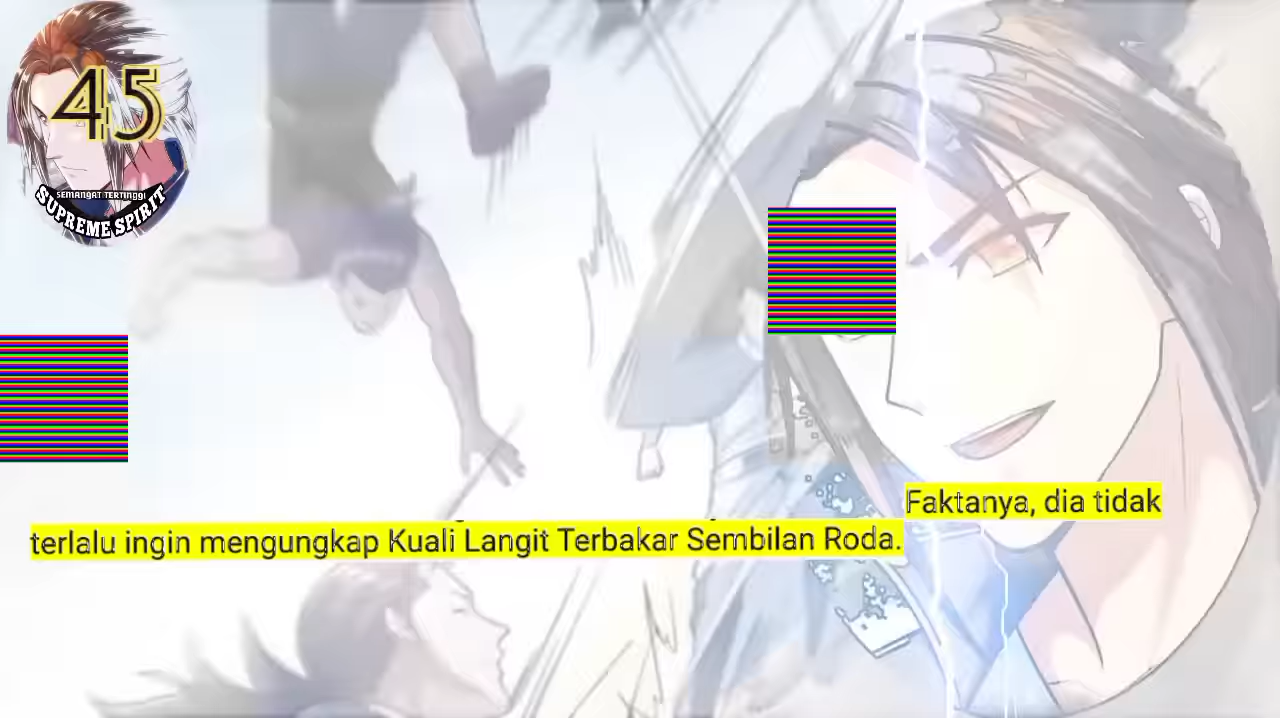 45
SEMANGAT TERTINGGI
SUPREME SPIRIT
Faktanya, dia tidak
terlalu ingin mengungkap Kuali Langit Terbakar Sembilan Roda.